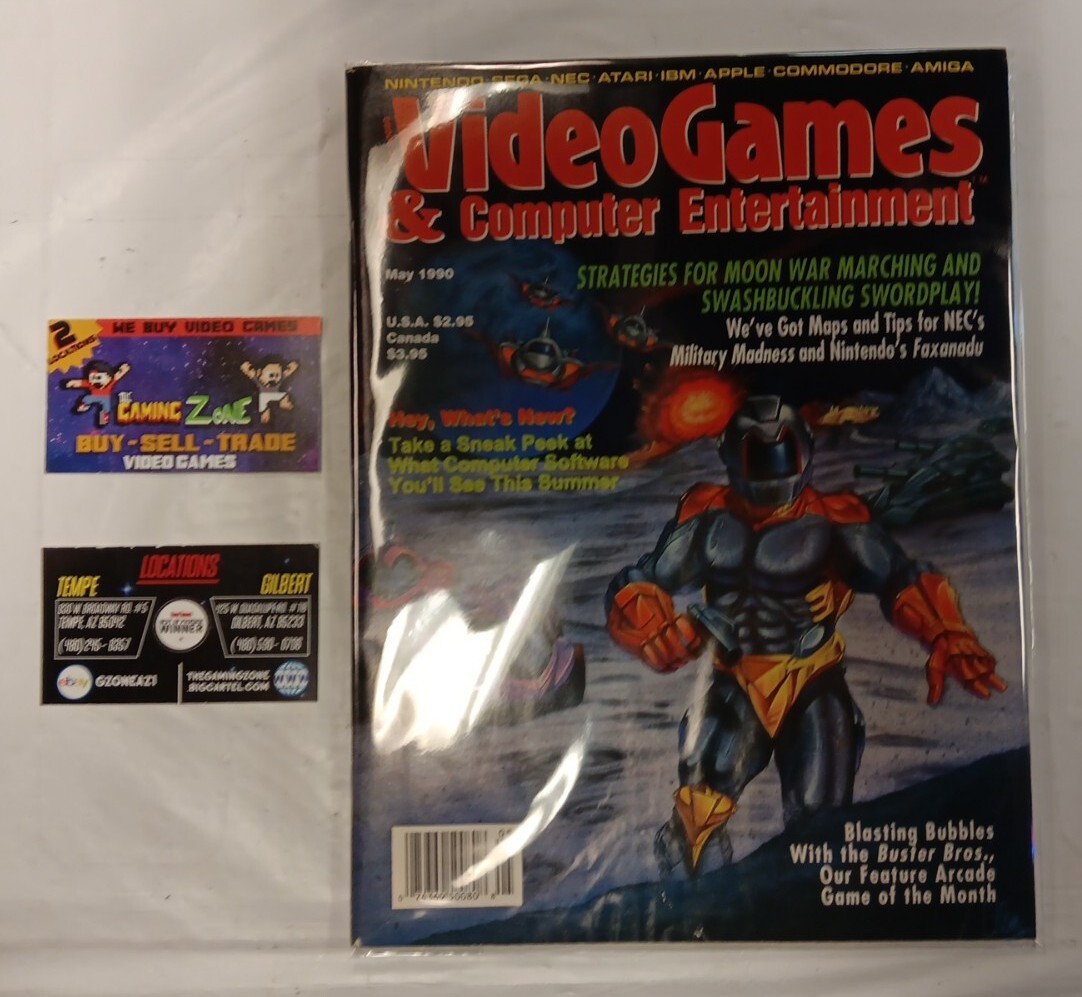 NINTENDO · SEGA · NEC · ATARI · IBM · APPLE · COMMODORE · AMIGA
VideoGames
& Computer Entertainment
TM
May 1990
U.S.A. $2.95
Canada
$3.95
STRATEGIES FOR MOON WAR MARCHING AND
SWASHBUCKLING SWORDPLAY!
We've Got Maps and Tips for NEC's
Military Madness and Nintendo's Faxanadu
Hey, What's New?
Take a Sneak Peek at
What Computer Software
You'll See This Summer
Blasting Bubbles
With the Buster Bros.,
Our Feature Arcade
Game of the Month
2
LOCATIONS
WE BUY VIDEO GAMES
THE
GAMING ZONE
BUY - SELL - TRADE
VIDEO GAMES
LOCATIONS
TEMPE
GILBERT
TEMPE, AZ
GILBERT, AZ 85233
WINNER
ebay
GZONEAZ1
THEGAMINGZONE
.BIGCARTEL.COM
WWW